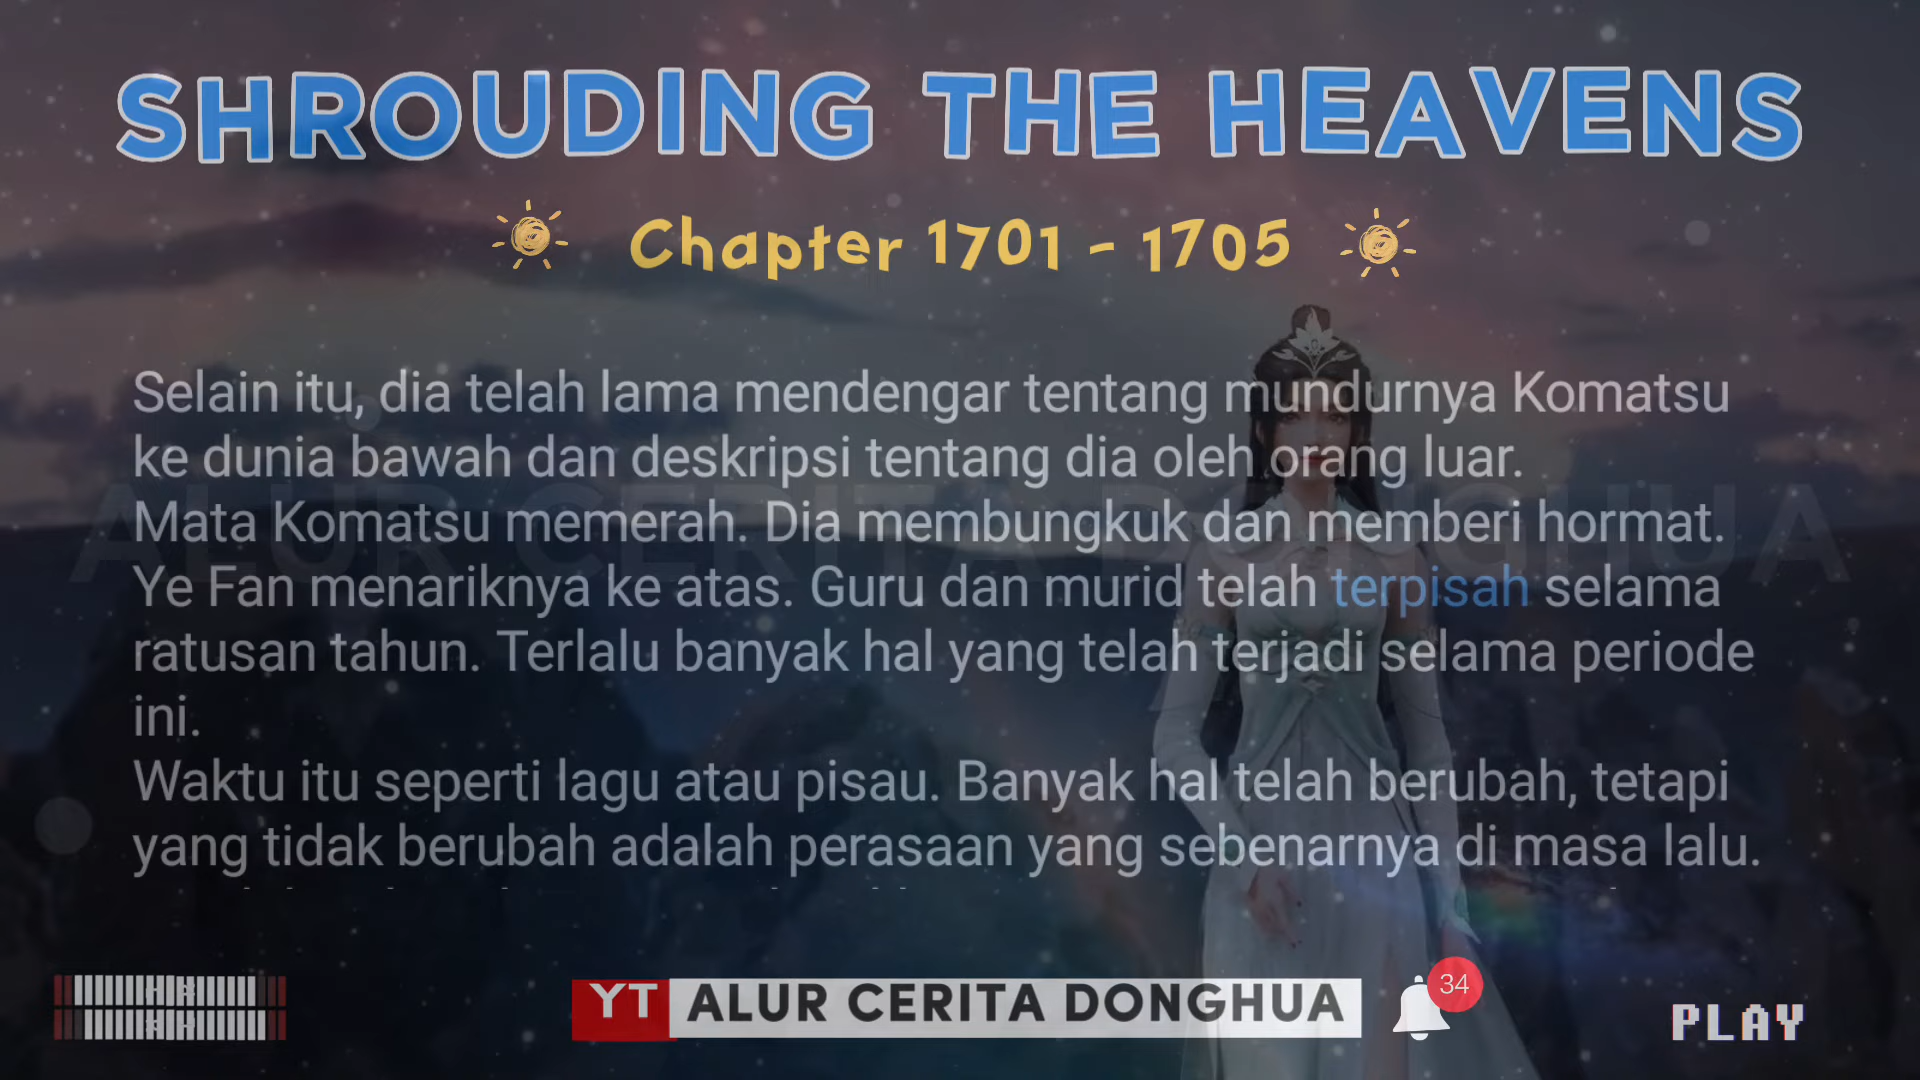 SHROUDING THE HEAVENS
Chapter 1701 - 1705
Selain itu, dia telah lama mendengar tentang mundurnya Komatsu
ke dunia bawah dan deskripsi tentang dia oleh orang luar.
ALUR CERITA DONGHUA
Mata Komatsu memerah. Dia membungkuk dan memberi hormat.
Ye Fan menariknya ke atas. Guru dan murid telah terpisah selama
ratusan tahun. Terlalu banyak hal yang telah terjadi selama periode
ini.
Waktu itu seperti lagu atau pisau. Banyak hal telah berubah, tetapi
yang tidak berubah adalah perasaan yang sebenarnya di masa lalu.
YT ALUR CERITA DONGHUA
34
PLAY